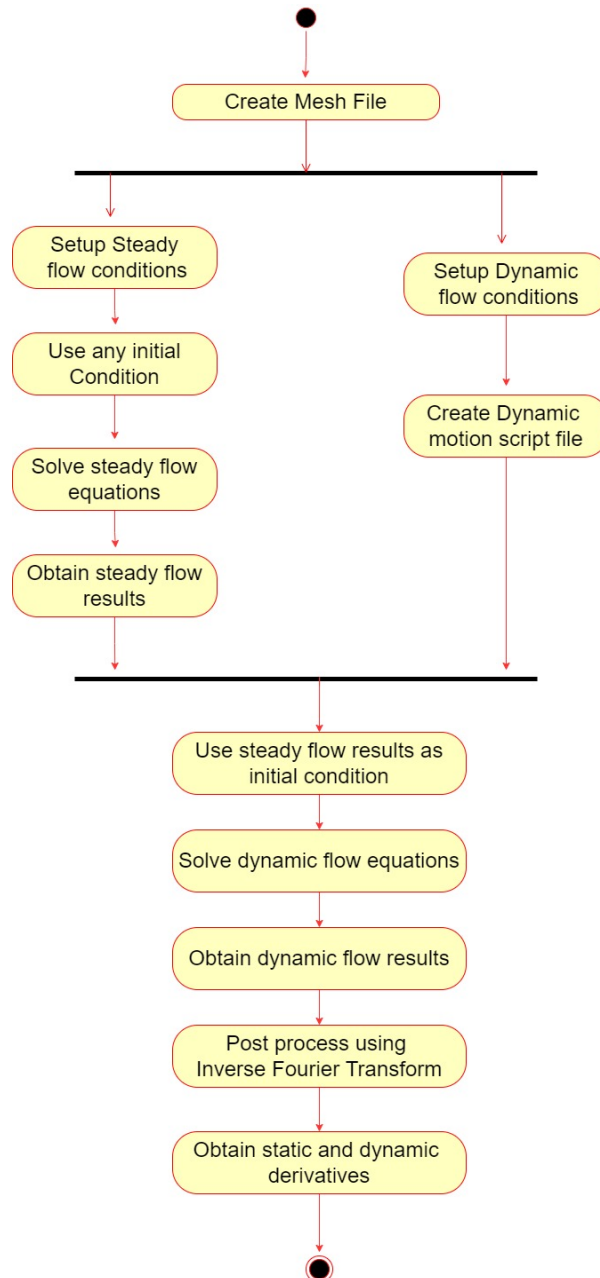 Create Mesh File
Setup Steady
flow conditions
Use any initial
Condition
Solve steady flow
equations
Obtain steady flow
results
Setup Dynamic
flow conditions
Create Dynamic
motion script file
Use steady flow results as
initial condition
Solve dynamic flow equations
Obtain dynamic flow results
Post process using
Inverse Fourier Transform
Obtain static and dynamic
derivatives